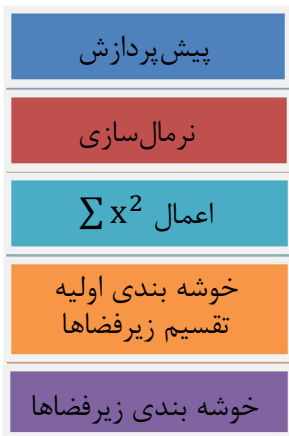 پیش‌پردازش
نرمال‌سازی
اعمال ∑ x²
خوشه بندی اولیه
تقسیم زیرفضاها
خوشه بندی زیرفضاها